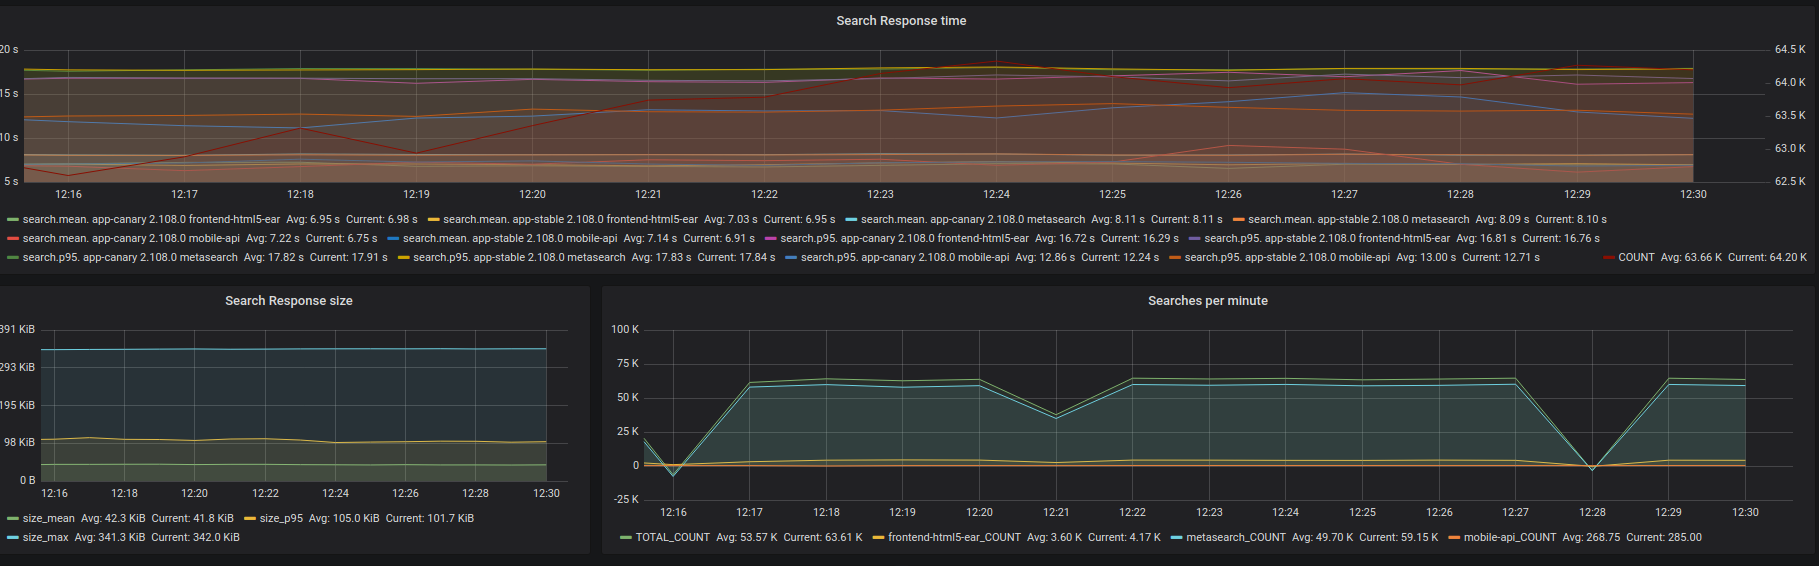 Search Response time
20 s
15 s
10 s
5 s
64.5 K
64.0 K
63.5 K
63.0 K
62.5 K
12:16 12:17 12:18 12:19 12:20 12:21 12:22 12:23 12:24 12:25 12:26 12:27 12:28 12:29 12:30
search.mean. app-canary 2.108.0 frontend-html5-ear Avg: 6.95 s Current: 6.98 s search.mean. app-stable 2.108.0 frontend-html5-ear Avg: 7.03 s Current: 6.95 s search.mean. app-canary 2.108.0 metasearch Avg: 8.11 s Current: 8.11 s search.mean. app-stable 2.108.0 metasearch Avg: 8.09 s Current: 8.10 s
search.mean. app-canary 2.108.0 mobile-api Avg: 7.22 s Current: 6.75 s search.mean. app-stable 2.108.0 mobile-api Avg: 7.14 s Current: 6.91 s search.p95. app-canary 2.108.0 frontend-html5-ear Avg: 16.72 s Current: 16.29 s search.p95. app-stable 2.108.0 frontend-html5-ear Avg: 16.81 s Current: 16.76 s
search.p95. app-canary 2.108.0 metasearch Avg: 17.82 s Current: 17.91 s search.p95. app-stable 2.108.0 metasearch Avg: 17.83 s Current: 17.84 s search.p95. app-canary 2.108.0 mobile-api Avg: 12.86 s Current: 12.24 s search.p95. app-stable 2.108.0 mobile-api Avg: 13.00 s Current: 12.71 s COUNT Avg: 63.66 K Current: 64.20 K
Search Response size
391 KiB
293 KiB
195 KiB
98 KiB
0 B
12:16 12:18 12:20 12:22 12:24 12:26 12:28 12:30
size_mean Avg: 42.3 KiB Current: 41.8 KiB size_p95 Avg: 105.0 KiB Current: 101.7 KiB
size_max Avg: 341.3 KiB Current: 342.0 KiB
Searches per minute
100 K
75 K
50 K
25 K
0
-25 K
12:16 12:17 12:18 12:19 12:20 12:21 12:22 12:23 12:24 12:25 12:26 12:27 12:28 12:29 12:30
TOTAL_COUNT Avg: 53.57 K Current: 63.61 K frontend-html5-ear_COUNT Avg: 3.60 K Current: 4.17 K metasearch_COUNT Avg: 49.70 K Current: 59.15 K mobile-api_COUNT Avg: 268.75 Current: 285.00